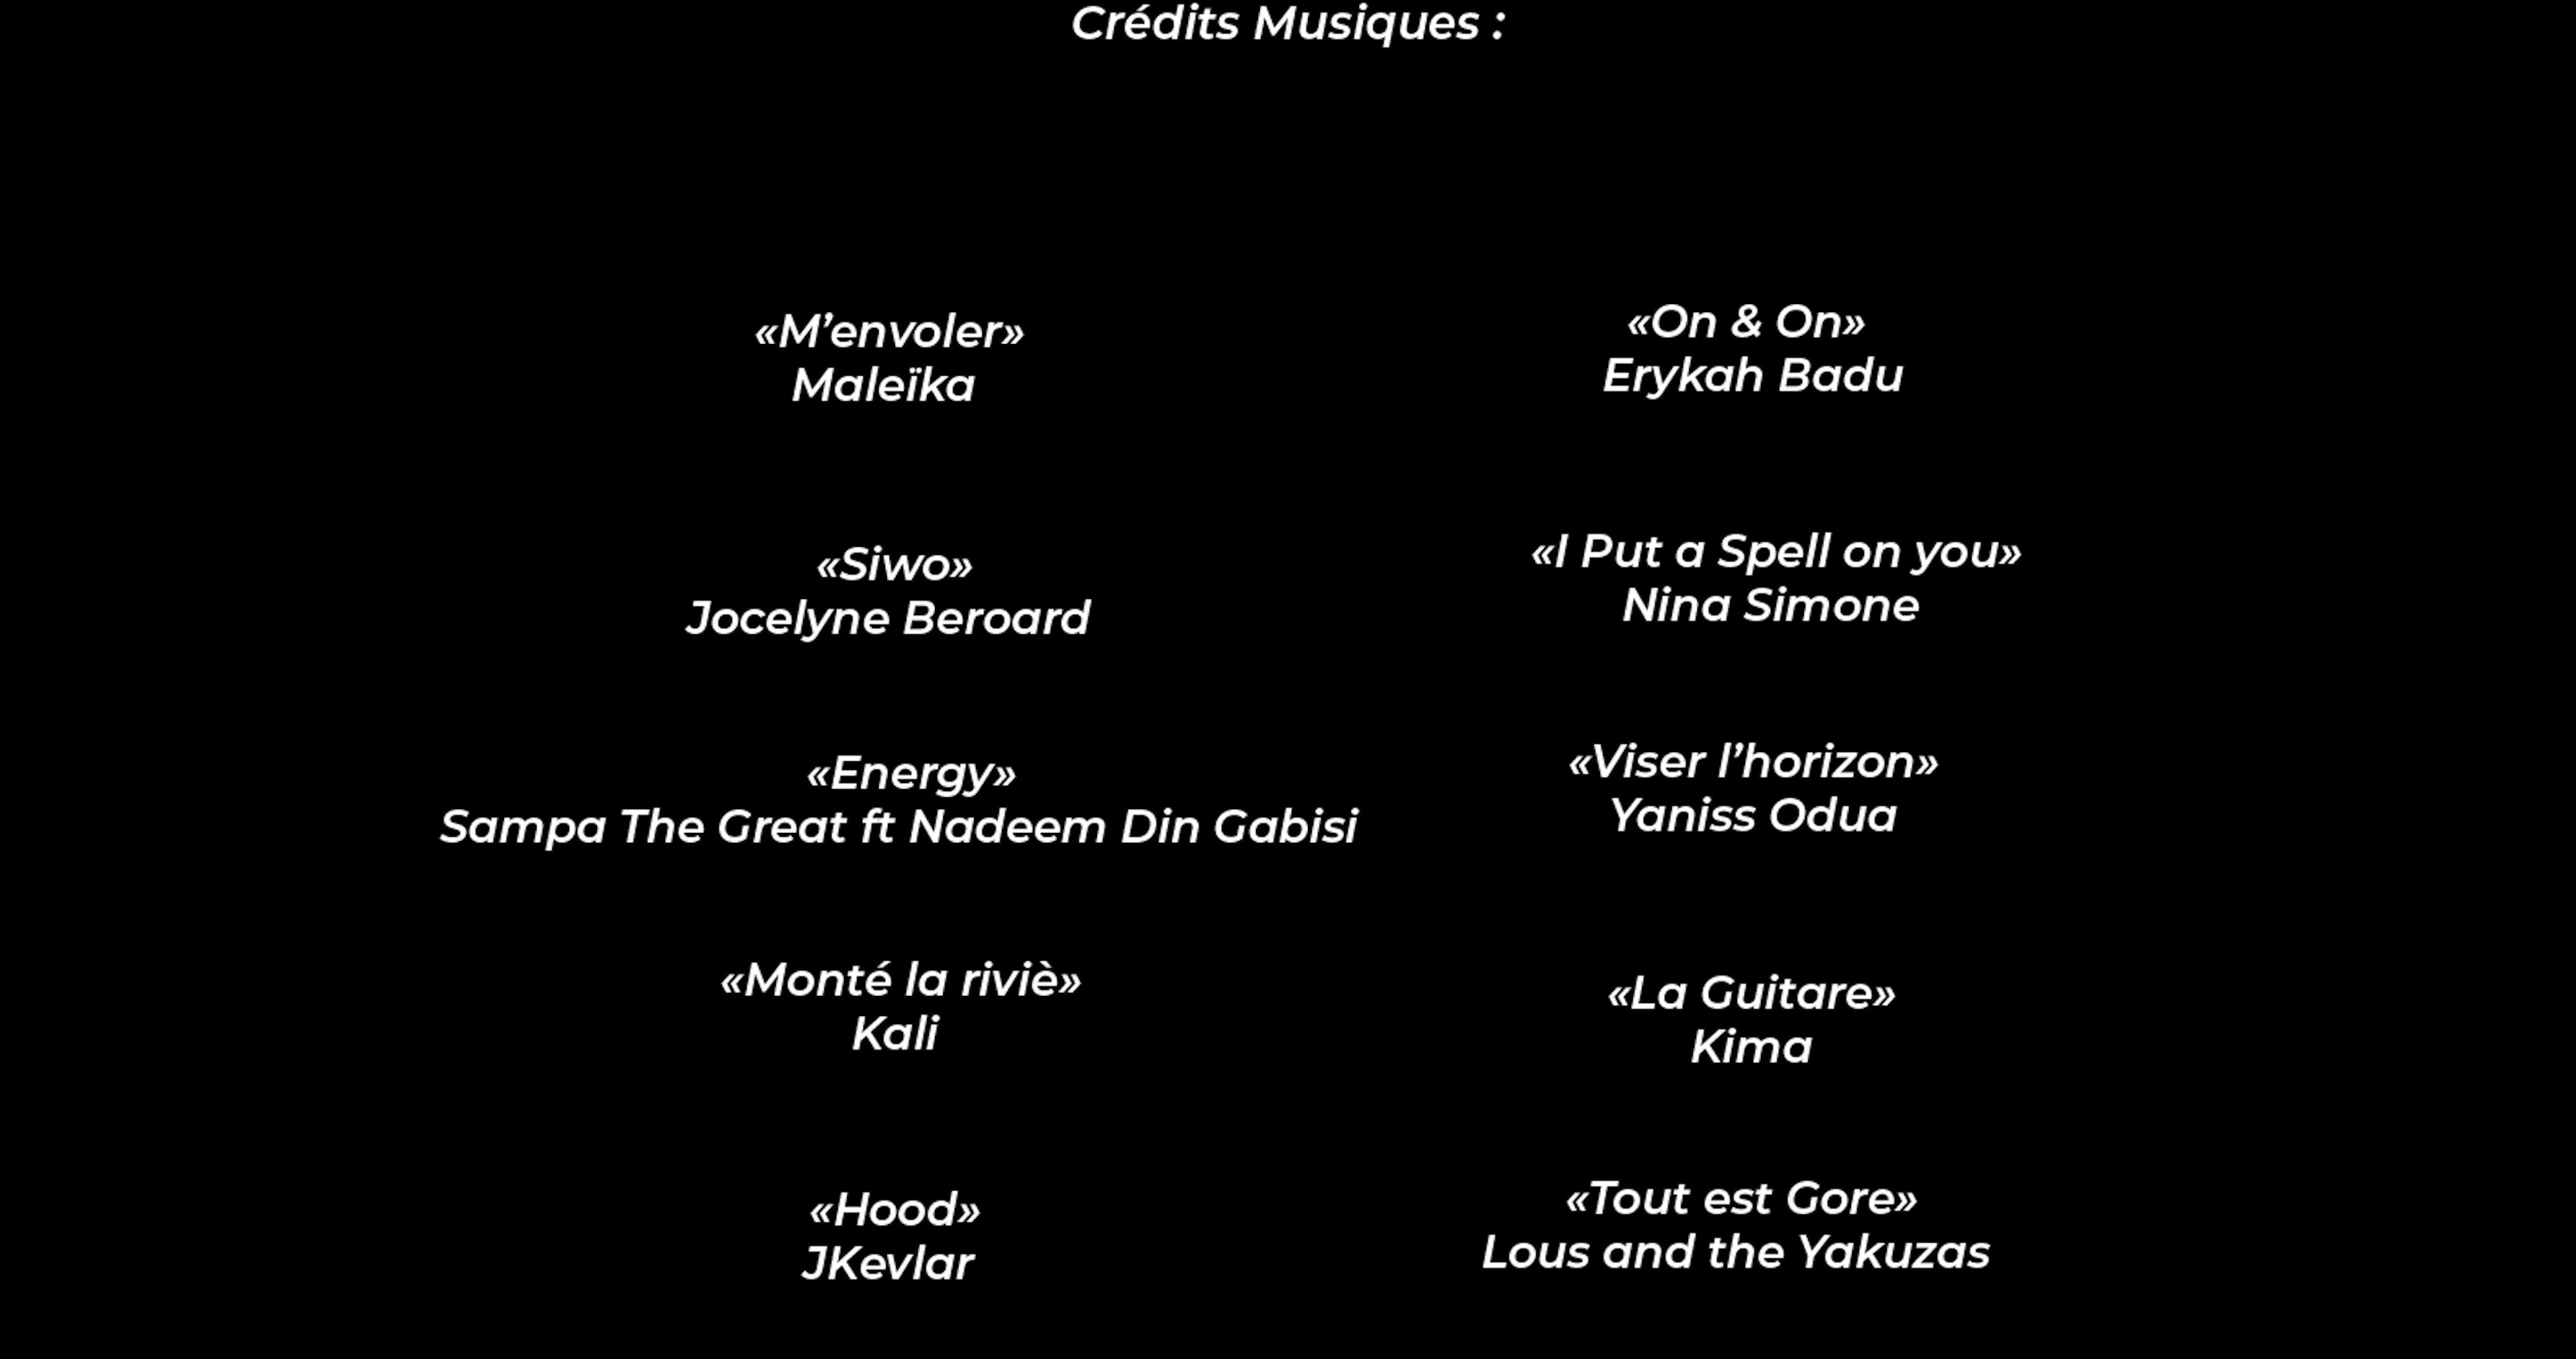 Crédits Musiques :
«M’envoler»
Maleïka
«Siwo»
Jocelyne Beroard
«Energy»
Sampa The Great ft Nadeem Din Gabisi
«Monté la riviè»
Kali
«Hood»
JKevlar
«On & On»
Erykah Badu
«I Put a Spell on you»
Nina Simone
«Viser l’horizon»
Yaniss Odua
«La Guitare»
Kima
«Tout est Gore»
Lous and the Yakuzas